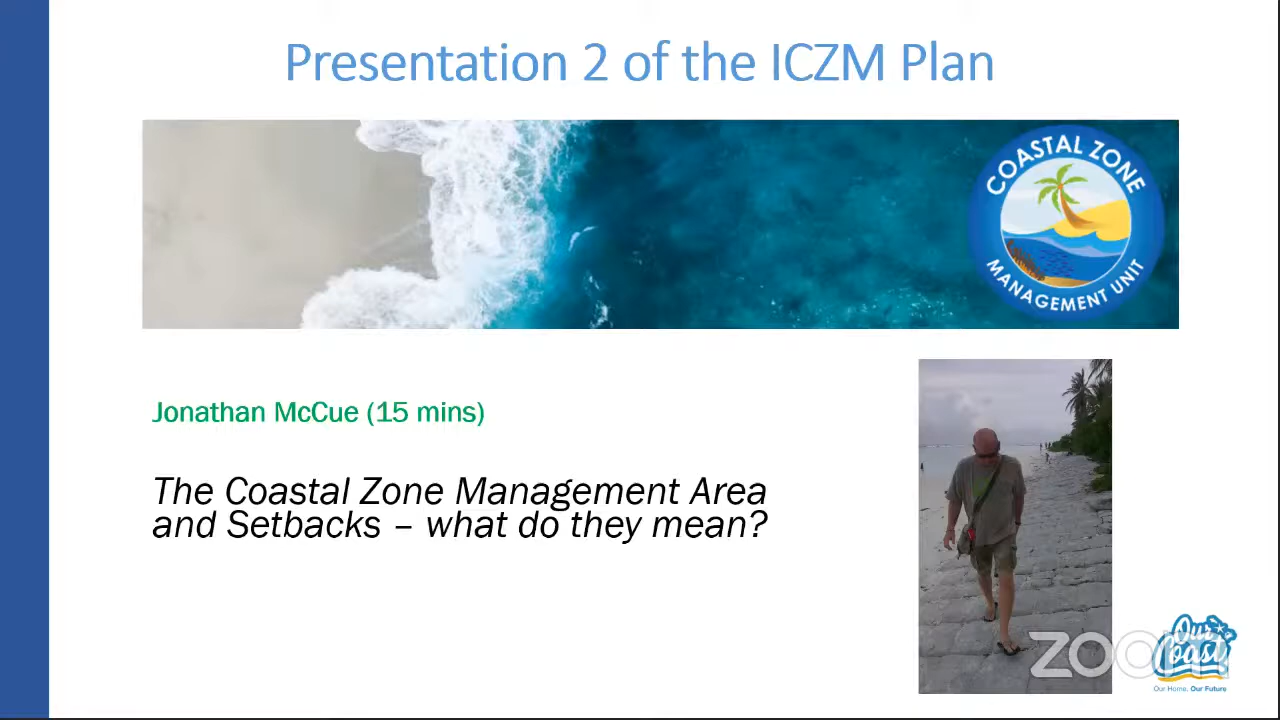 Presentation 2 of the ICZM Plan
COASTAL ZONE
MANAGEMENT UNIT
Jonathan McCue (15 mins)
The Coastal Zone Management Area
and Setbacks – what do they mean?
zoom
Our
Coast
Our Home, Our Future